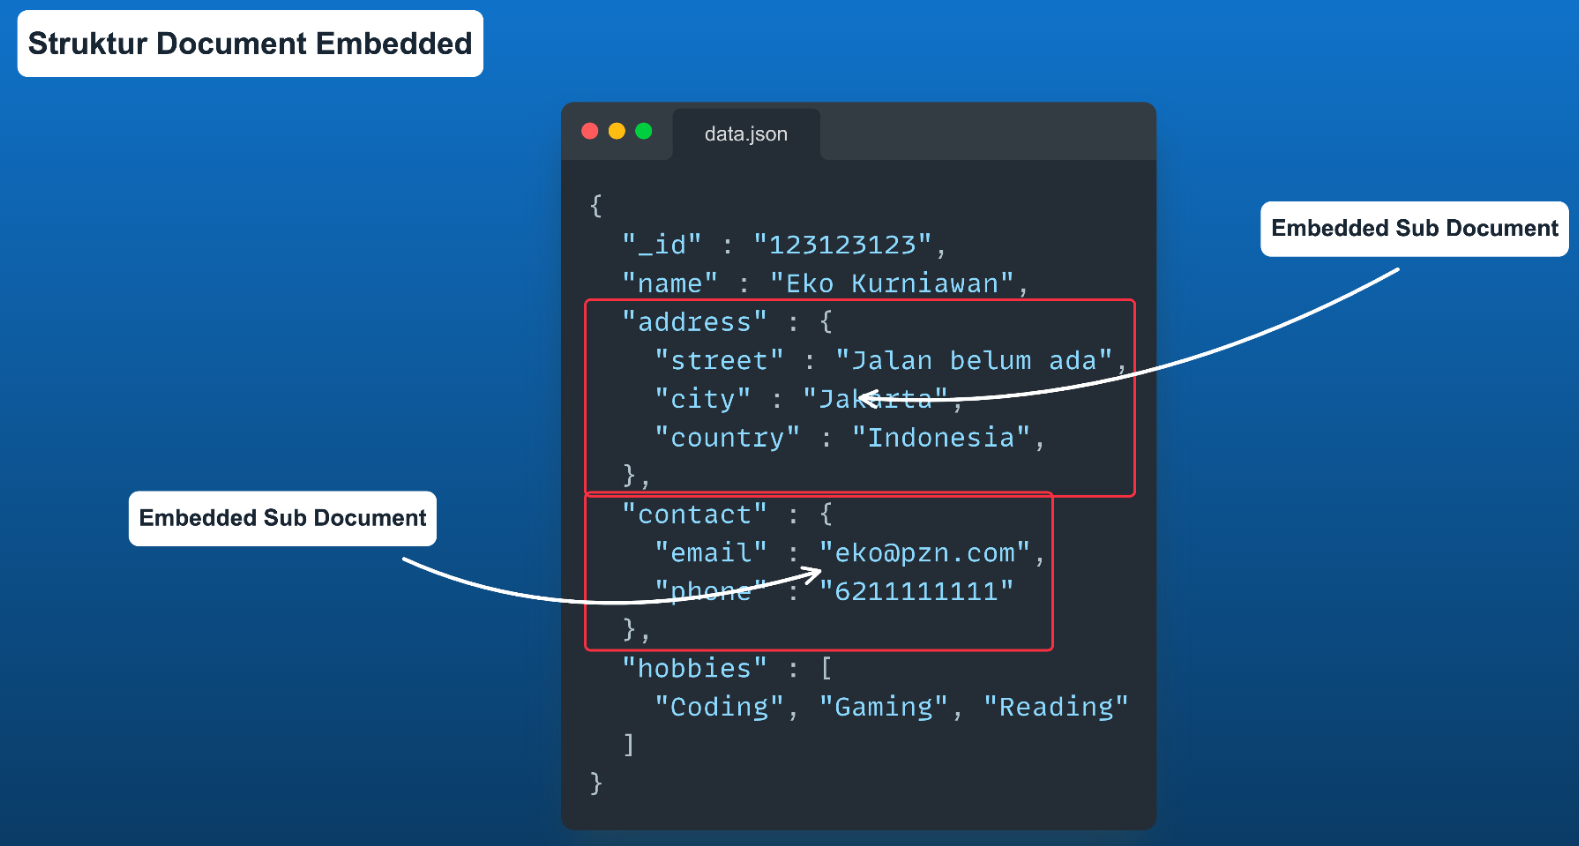 Struktur Document Embedded
data.json
{
"_id" : "123123123",
"name" : "Eko Kurniawan",
"address" : {
"street" : "Jalan belum ada",
"city" : "Jakarta",
"country" : "Indonesia",
},
"contact" : {
"email" : "eko@pzn.com",
"phone" : "6211111111"
},
"hobbies" : [
"Coding", "Gaming", "Reading"
]
}
Embedded Sub Document
Embedded Sub Document